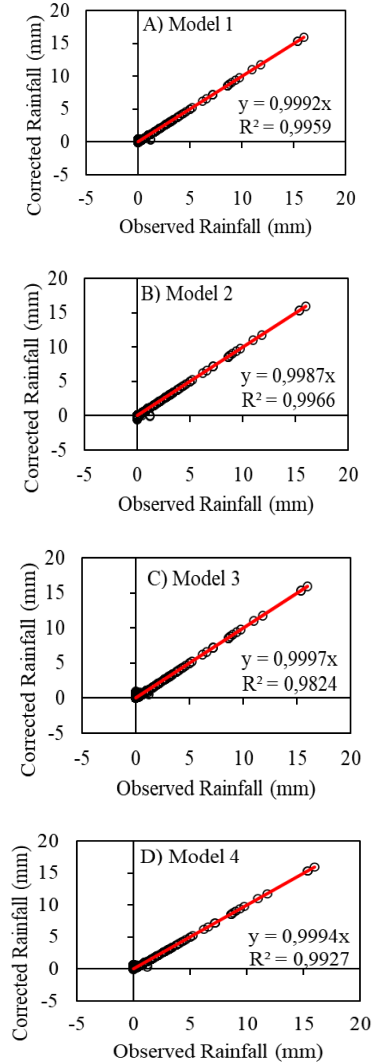 20
A) Model 1
15
10
y = 0,9992x
5
R² = 0,9959
0
-5
-5 0 5 10 15 20
Corrected Rainfall (mm)
Observed Rainfall (mm)
20
B) Model 2
15
10
y = 0,9987x
5
R² = 0,9966
0
-5
-5 0 5 10 15 20
Corrected Rainfall (mm)
Observed Rainfall (mm)
20
C) Model 3
15
10
y = 0,9997x
5
R² = 0,9824
0
-5
-5 0 5 10 15 20
Corrected Rainfall (mm)
Observed Rainfall (mm)
20
D) Model 4
15
10
y = 0,9994x
5
R² = 0,9927
0
-5
-5 0 5 10 15 20
Corrected Rainfall (mm)
Observed Rainfall (mm)